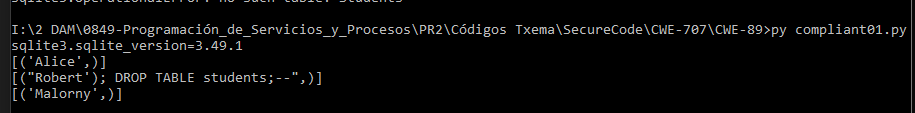 sqlite3.OperationalError: no such table: students
I:\2 DAM\0849-Programación_de_Servicios_y_Procesos\PR2\Códigos Txema\SecureCode\CWE-707\CWE-89>py compliant01.py
sqlite3.sqlite_version=3.49.1
[('Alice',)]
[("Robert'); DROP TABLE students;--",)]
[('Malorny',)]